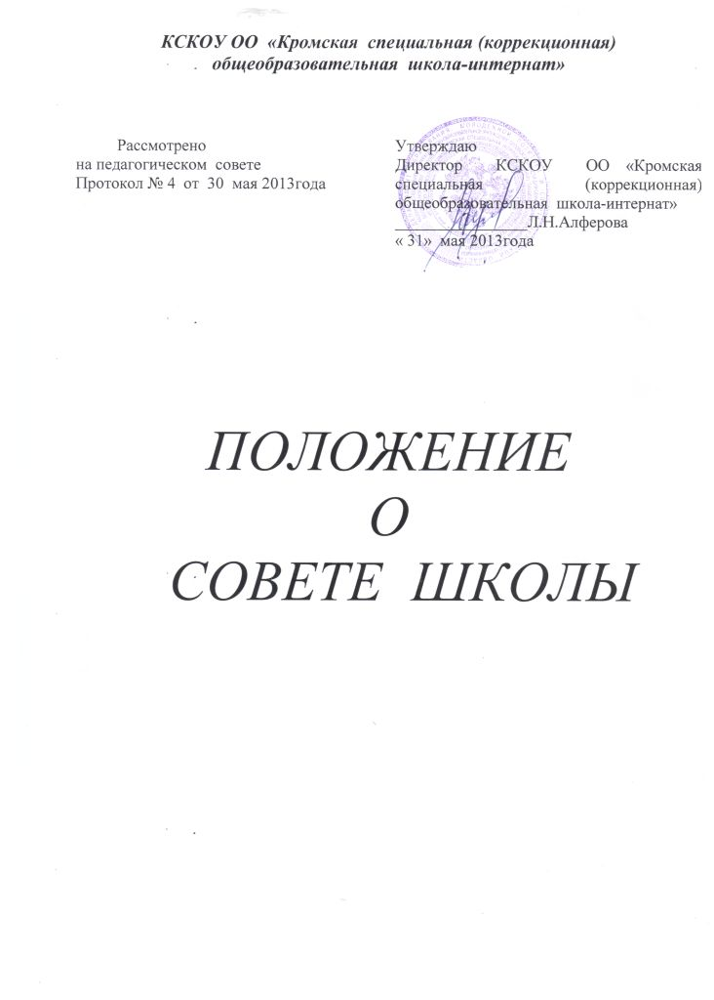 КСКОУ ОО «Кромская специальная (коррекционная)
общеобразовательная школа-интернат»
Рассмотрено
на педагогическом совете
Протокол № 4 от 30 мая 2013года
Утверждаю
Директор КСКОУ ОО «Кромская
специальная (коррекционная)
общеобразовательная школа-интернат»
________________Л.Н.Алферова
« 31» мая 2013года
ПОЛОЖЕНИЕ
О
СОВЕТЕ ШКОЛЫ